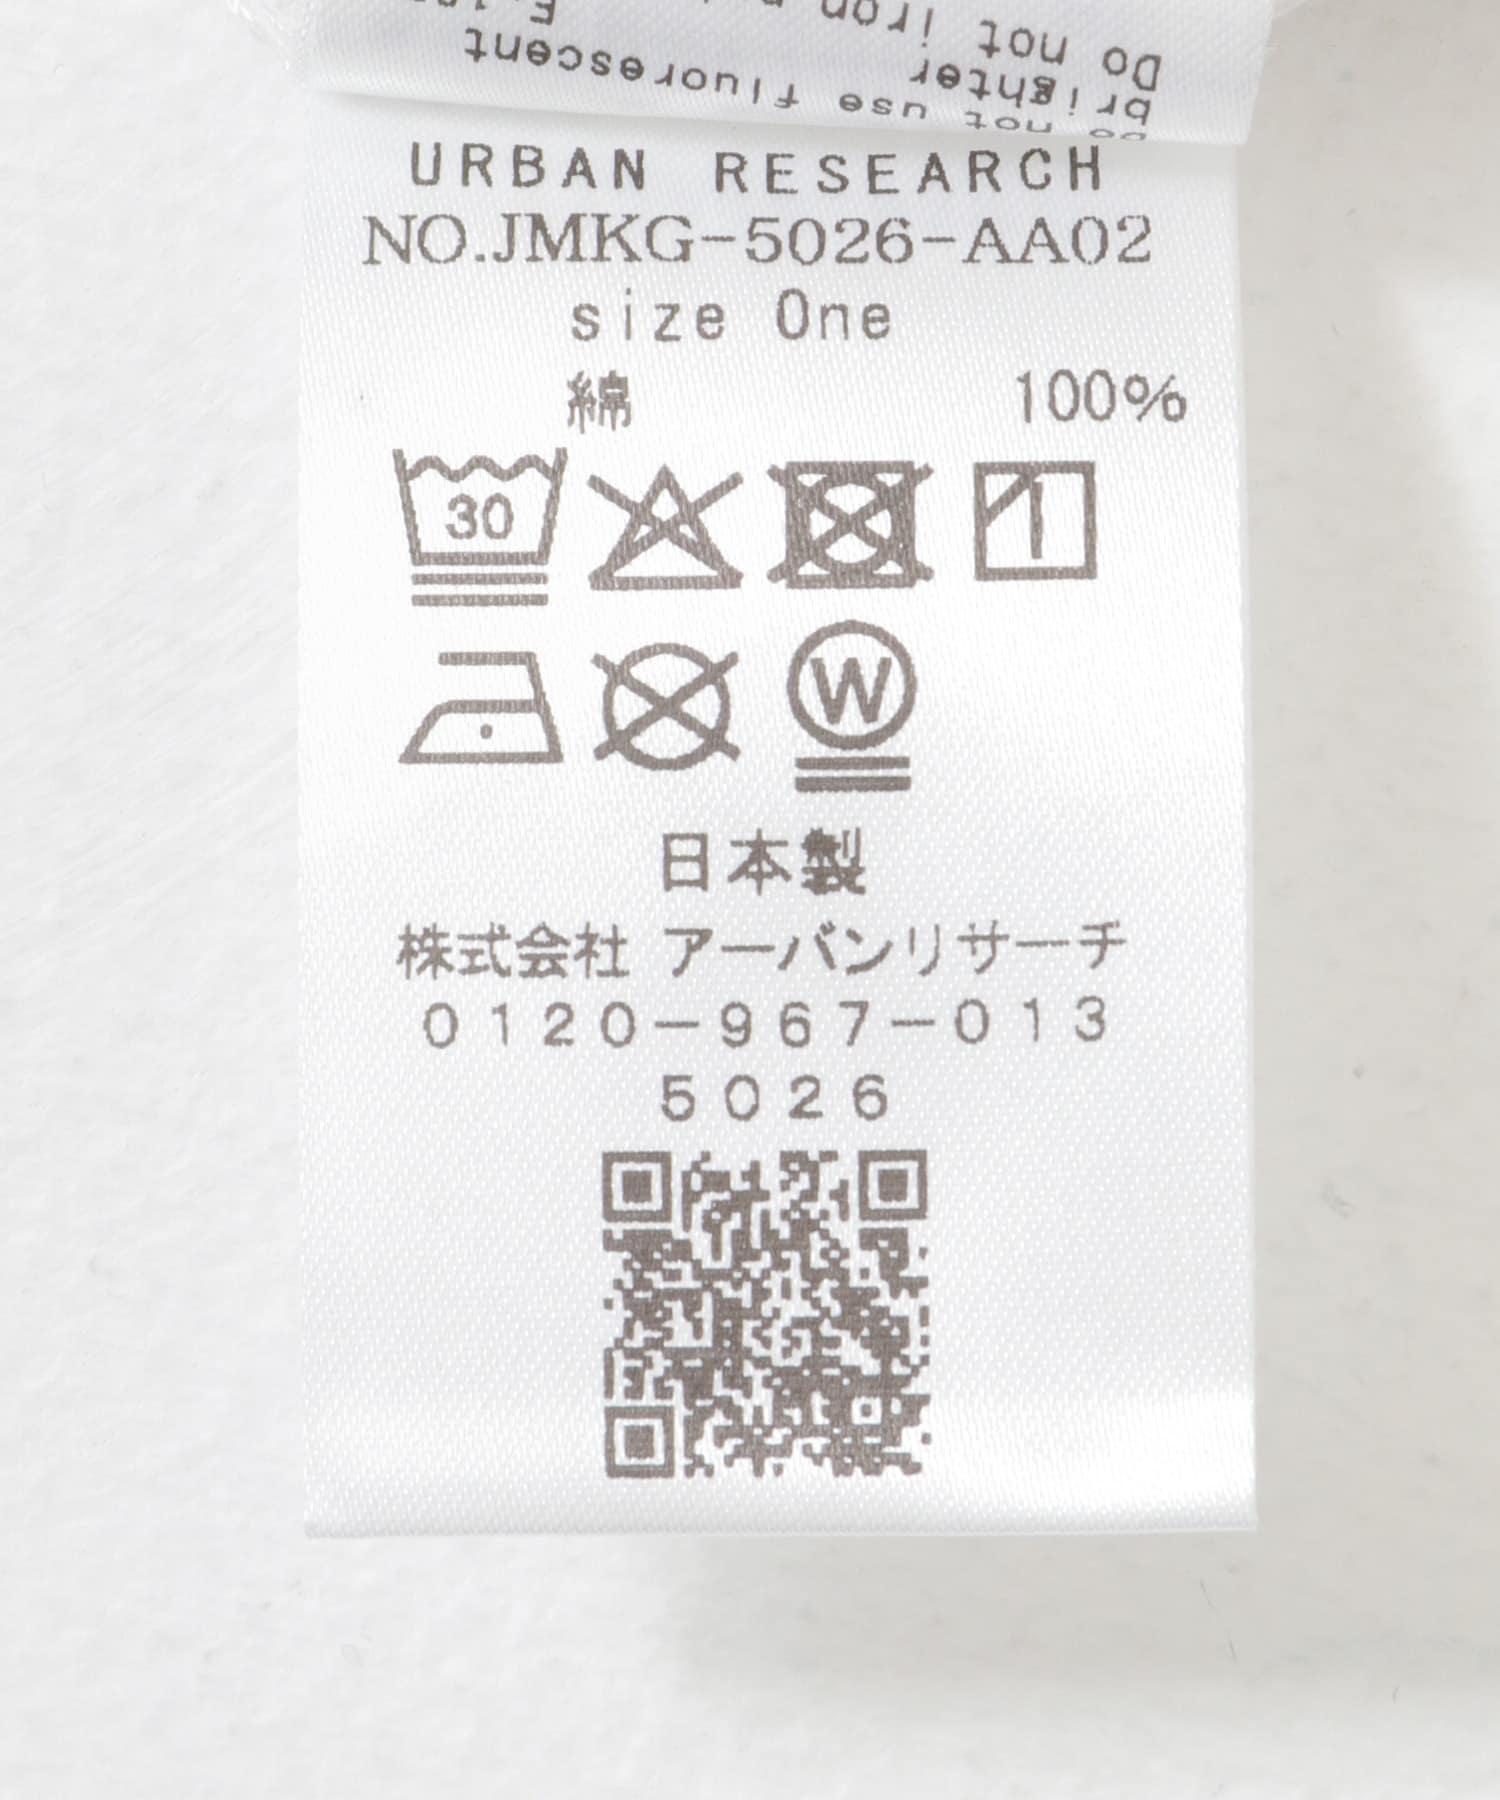 Do not iron
brighter
Do not use fluorescent
URBAN RESEARCH
NO.JMKG-5026-AA02
size One
綿 100%
30
W
日本製
株式会社 アーバンリサーチ
0120-967-013
5026